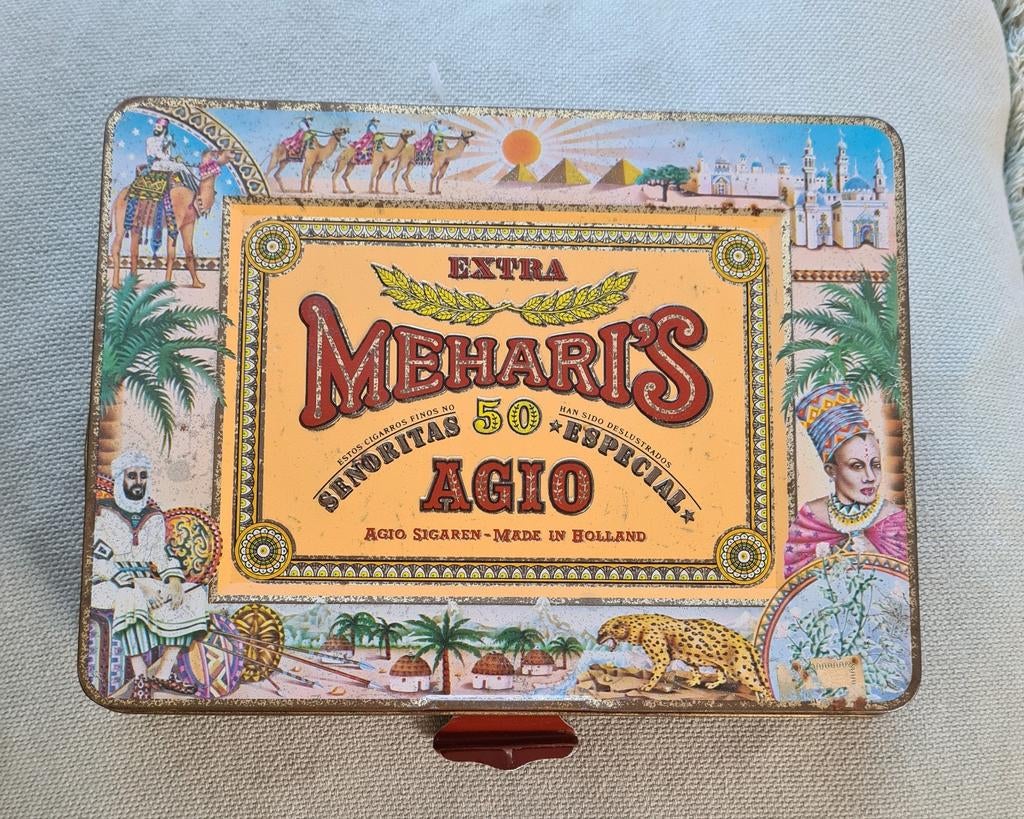 EXTRA
MEHARI'S
ESTOS CIGARROS FINOS NO 50 HAN SIDO DESLUSTRADOS
SEÑORITAS ★ESPECIAL★
AGIO
AGIO SIGAREN-MADE IN HOLLAND